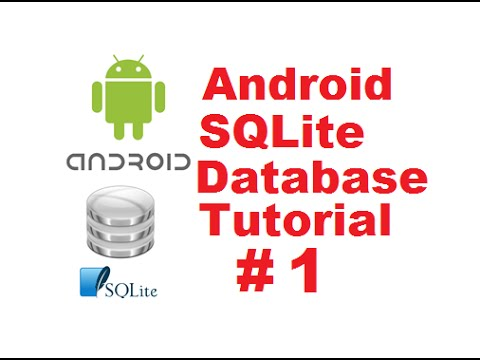 Android
SQLite
Database
Tutorial
# 1
ANDROID
SQLite